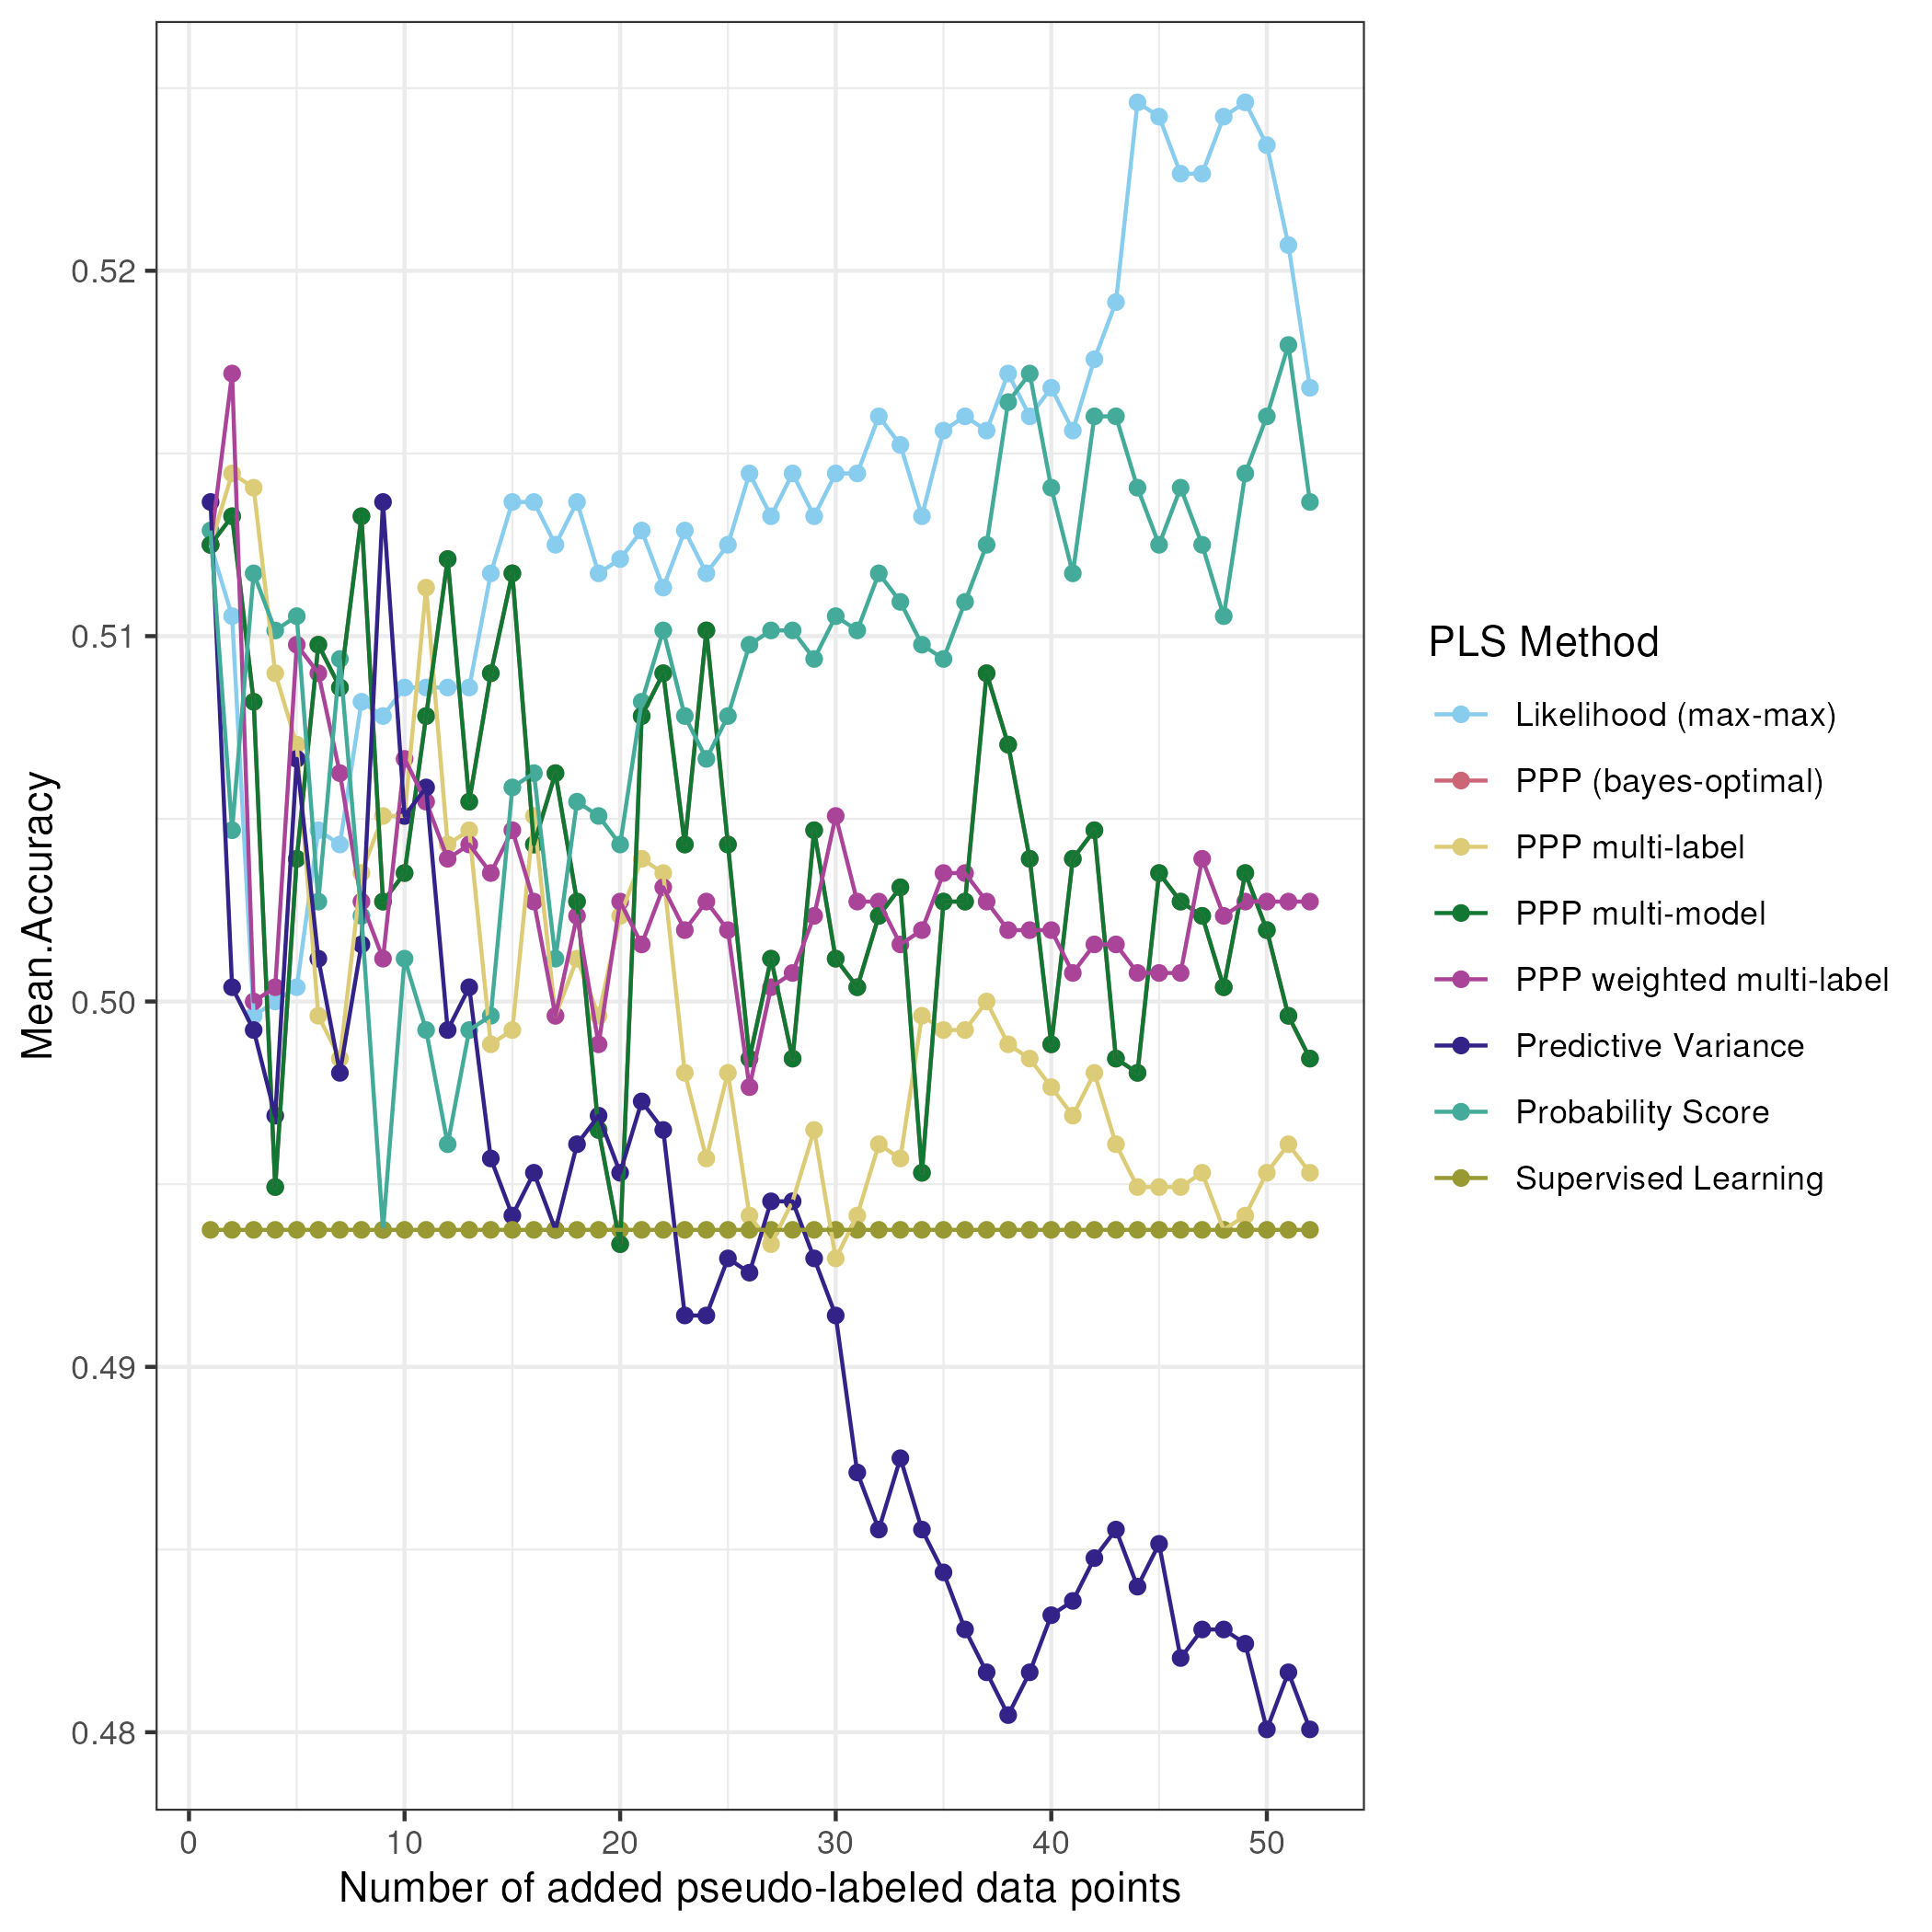 Mean.Accuracy
0.52
0.51
0.50
0.49
0.48
0
10
20
30
40
50
Number of added pseudo-labeled data points
PLS Method
Likelihood (max-max)
PPP (bayes-optimal)
PPP multi-label
PPP multi-model
PPP weighted multi-label
Predictive Variance
Probability Score
Supervised Learning